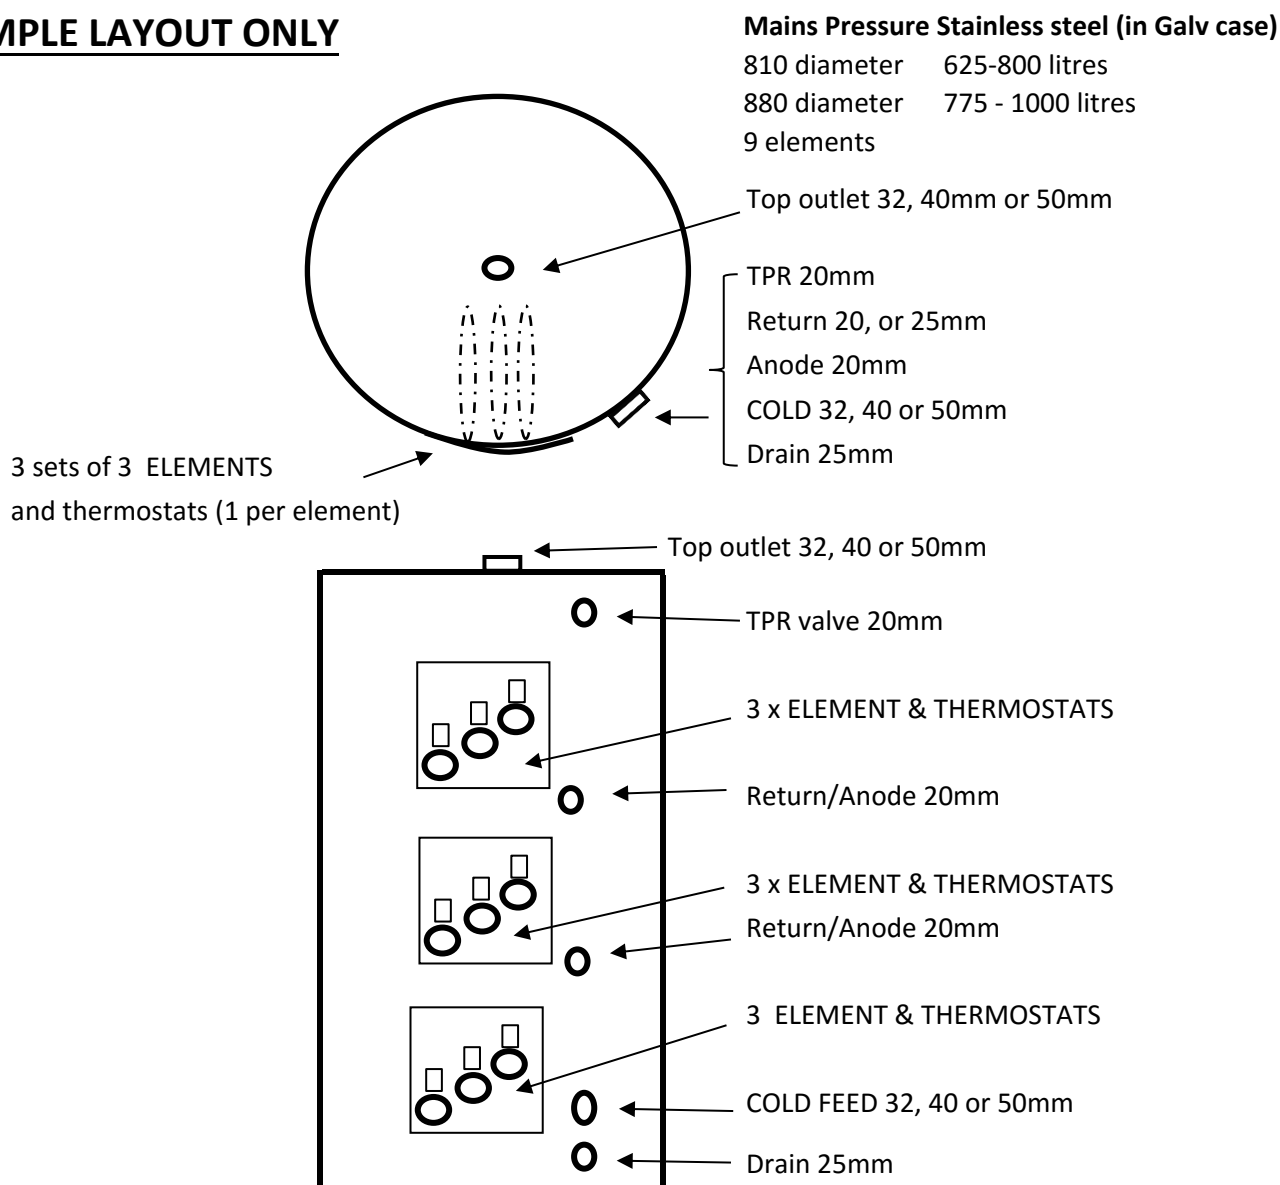 MPLE LAYOUT ONLY
Mains Pressure Stainless steel (in Galv case)
810 diameter 625-800 litres
880 diameter 775 - 1000 litres
9 elements
Top outlet 32, 40mm or 50mm
TPR 20mm
Return 20, or 25mm
Anode 20mm
COLD 32, 40 or 50mm
Drain 25mm
3 sets of 3 ELEMENTS
and thermostats (1 per element)
Top outlet 32, 40 or 50mm
TPR valve 20mm
3 x ELEMENT & THERMOSTATS
Return/Anode 20mm
3 x ELEMENT & THERMOSTATS
Return/Anode 20mm
3 ELEMENT & THERMOSTATS
COLD FEED 32, 40 or 50mm
Drain 25mm